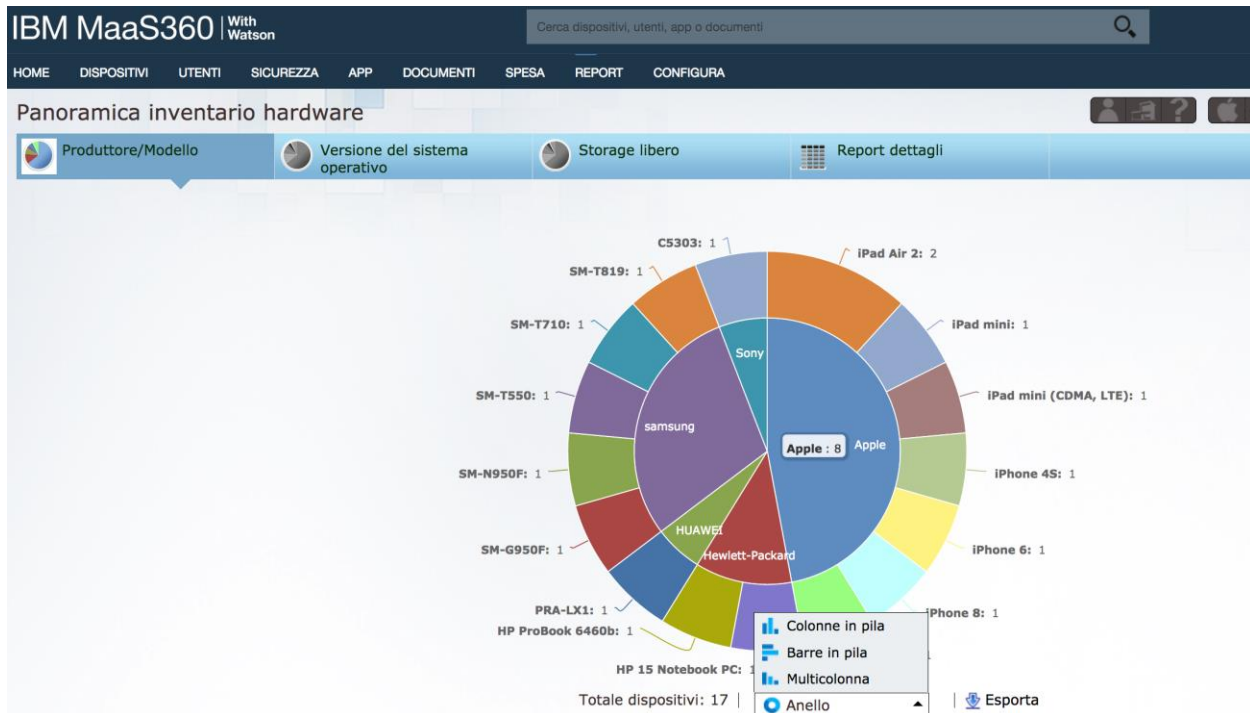 IBM MaaS360 With Watson
Cerca dispositivi, utenti, app o documenti
HOME DISPOSITIVI UTENTI SICUREZZA APP DOCUMENTI SPESA REPORT CONFIGURA
Panoramica inventario hardware
Produttore/Modello
Versione del sistema operativo
Storage libero
Report dettagli
C5303: 1
iPad Air 2: 2
SM-T819: 1
SM-T710: 1
iPad mini: 1
Sony
SM-T550: 1
iPad mini (CDMA, LTE): 1
samsung
Apple : 8
Apple
SM-N950F: 1
iPhone 4S: 1
HUAWEI
SM-G950F: 1
Hewlett-Packard
iPhone 6: 1
PRA-LX1: 1
iPhone 8: 1
HP ProBook 6460b: 1
Colonne in pila
Barre in pila
HP 15 Notebook PC: 1
Multicolonna
Totale dispositivi: 17 |
Anello
| Esporta